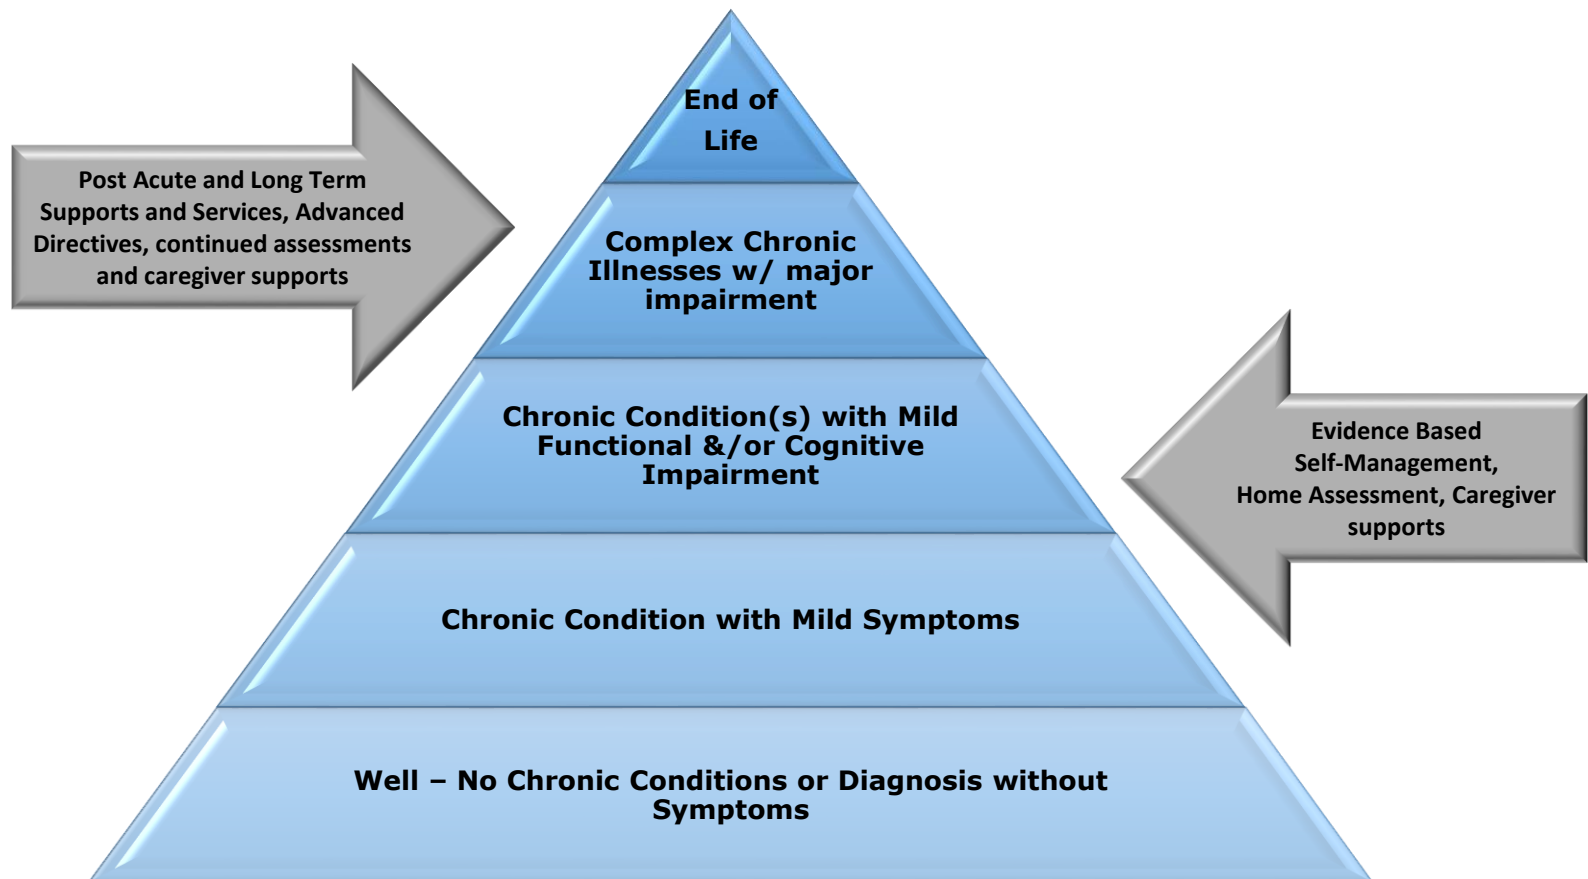 End of
Life
Post Acute and Long Term
Supports and Services, Advanced
Directives, continued assessments
and caregiver supports
Complex Chronic
Illnesses w/ major
impairment
Chronic Condition(s) with Mild
Functional &/or Cognitive
Impairment
Evidence Based
Self-Management,
Home Assessment, Caregiver
supports
Chronic Condition with Mild Symptoms
Well – No Chronic Conditions or Diagnosis without
Symptoms